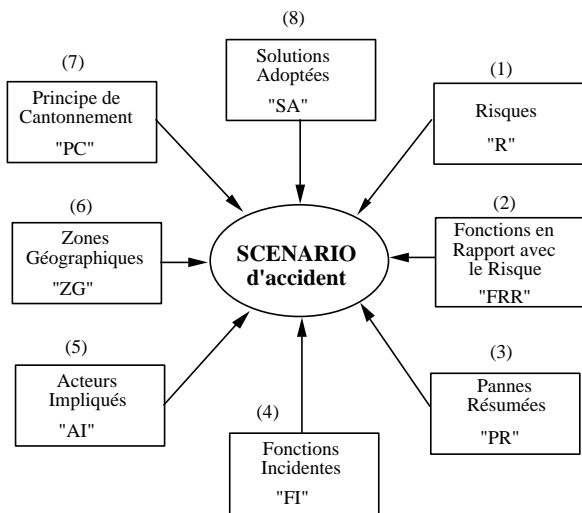 (8)
Solutions
Adoptées
"SA"
(7)
Principe de
Cantonnement
"PC"
(1)
Risques
"R"
(6)
Zones
Géographiques
"ZG"
SCENARIO
d'accident
(2)
Fonctions en
Rapport avec
le Risque
"FRR"
(5)
Acteurs
Impliqués
"AI"
(4)
Fonctions
Incidentes
"FI"
(3)
Pannes
Résumées
"PR"